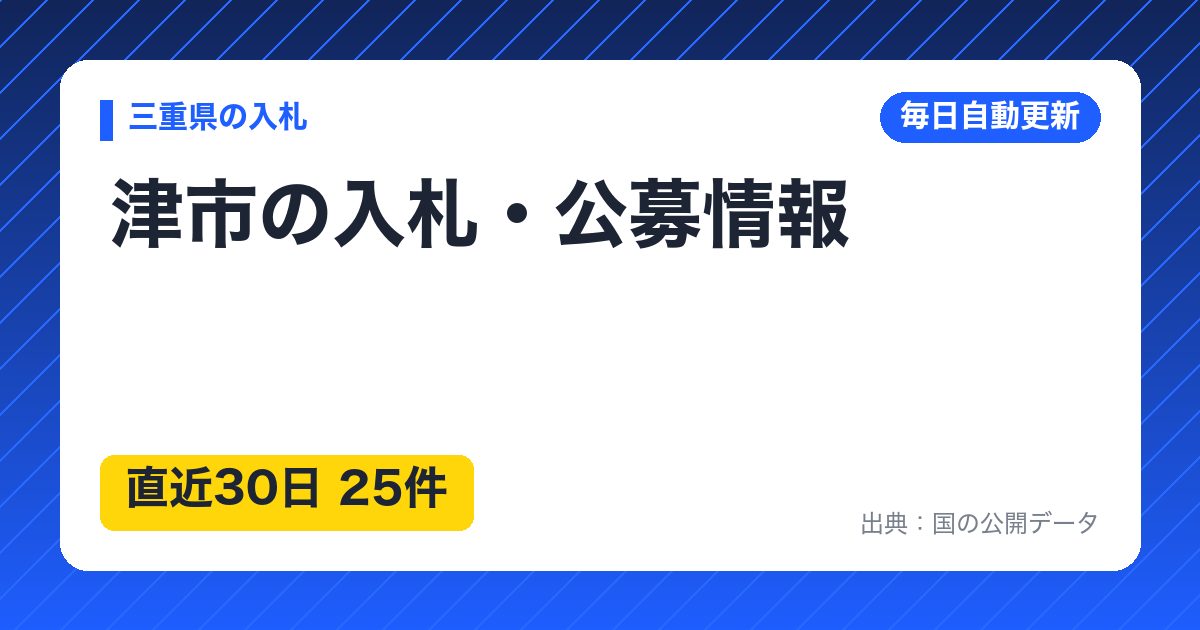 三重県の入札
毎日自動更新
津市の入札・公募情報
直近30日 25件
出典：国の公開データ